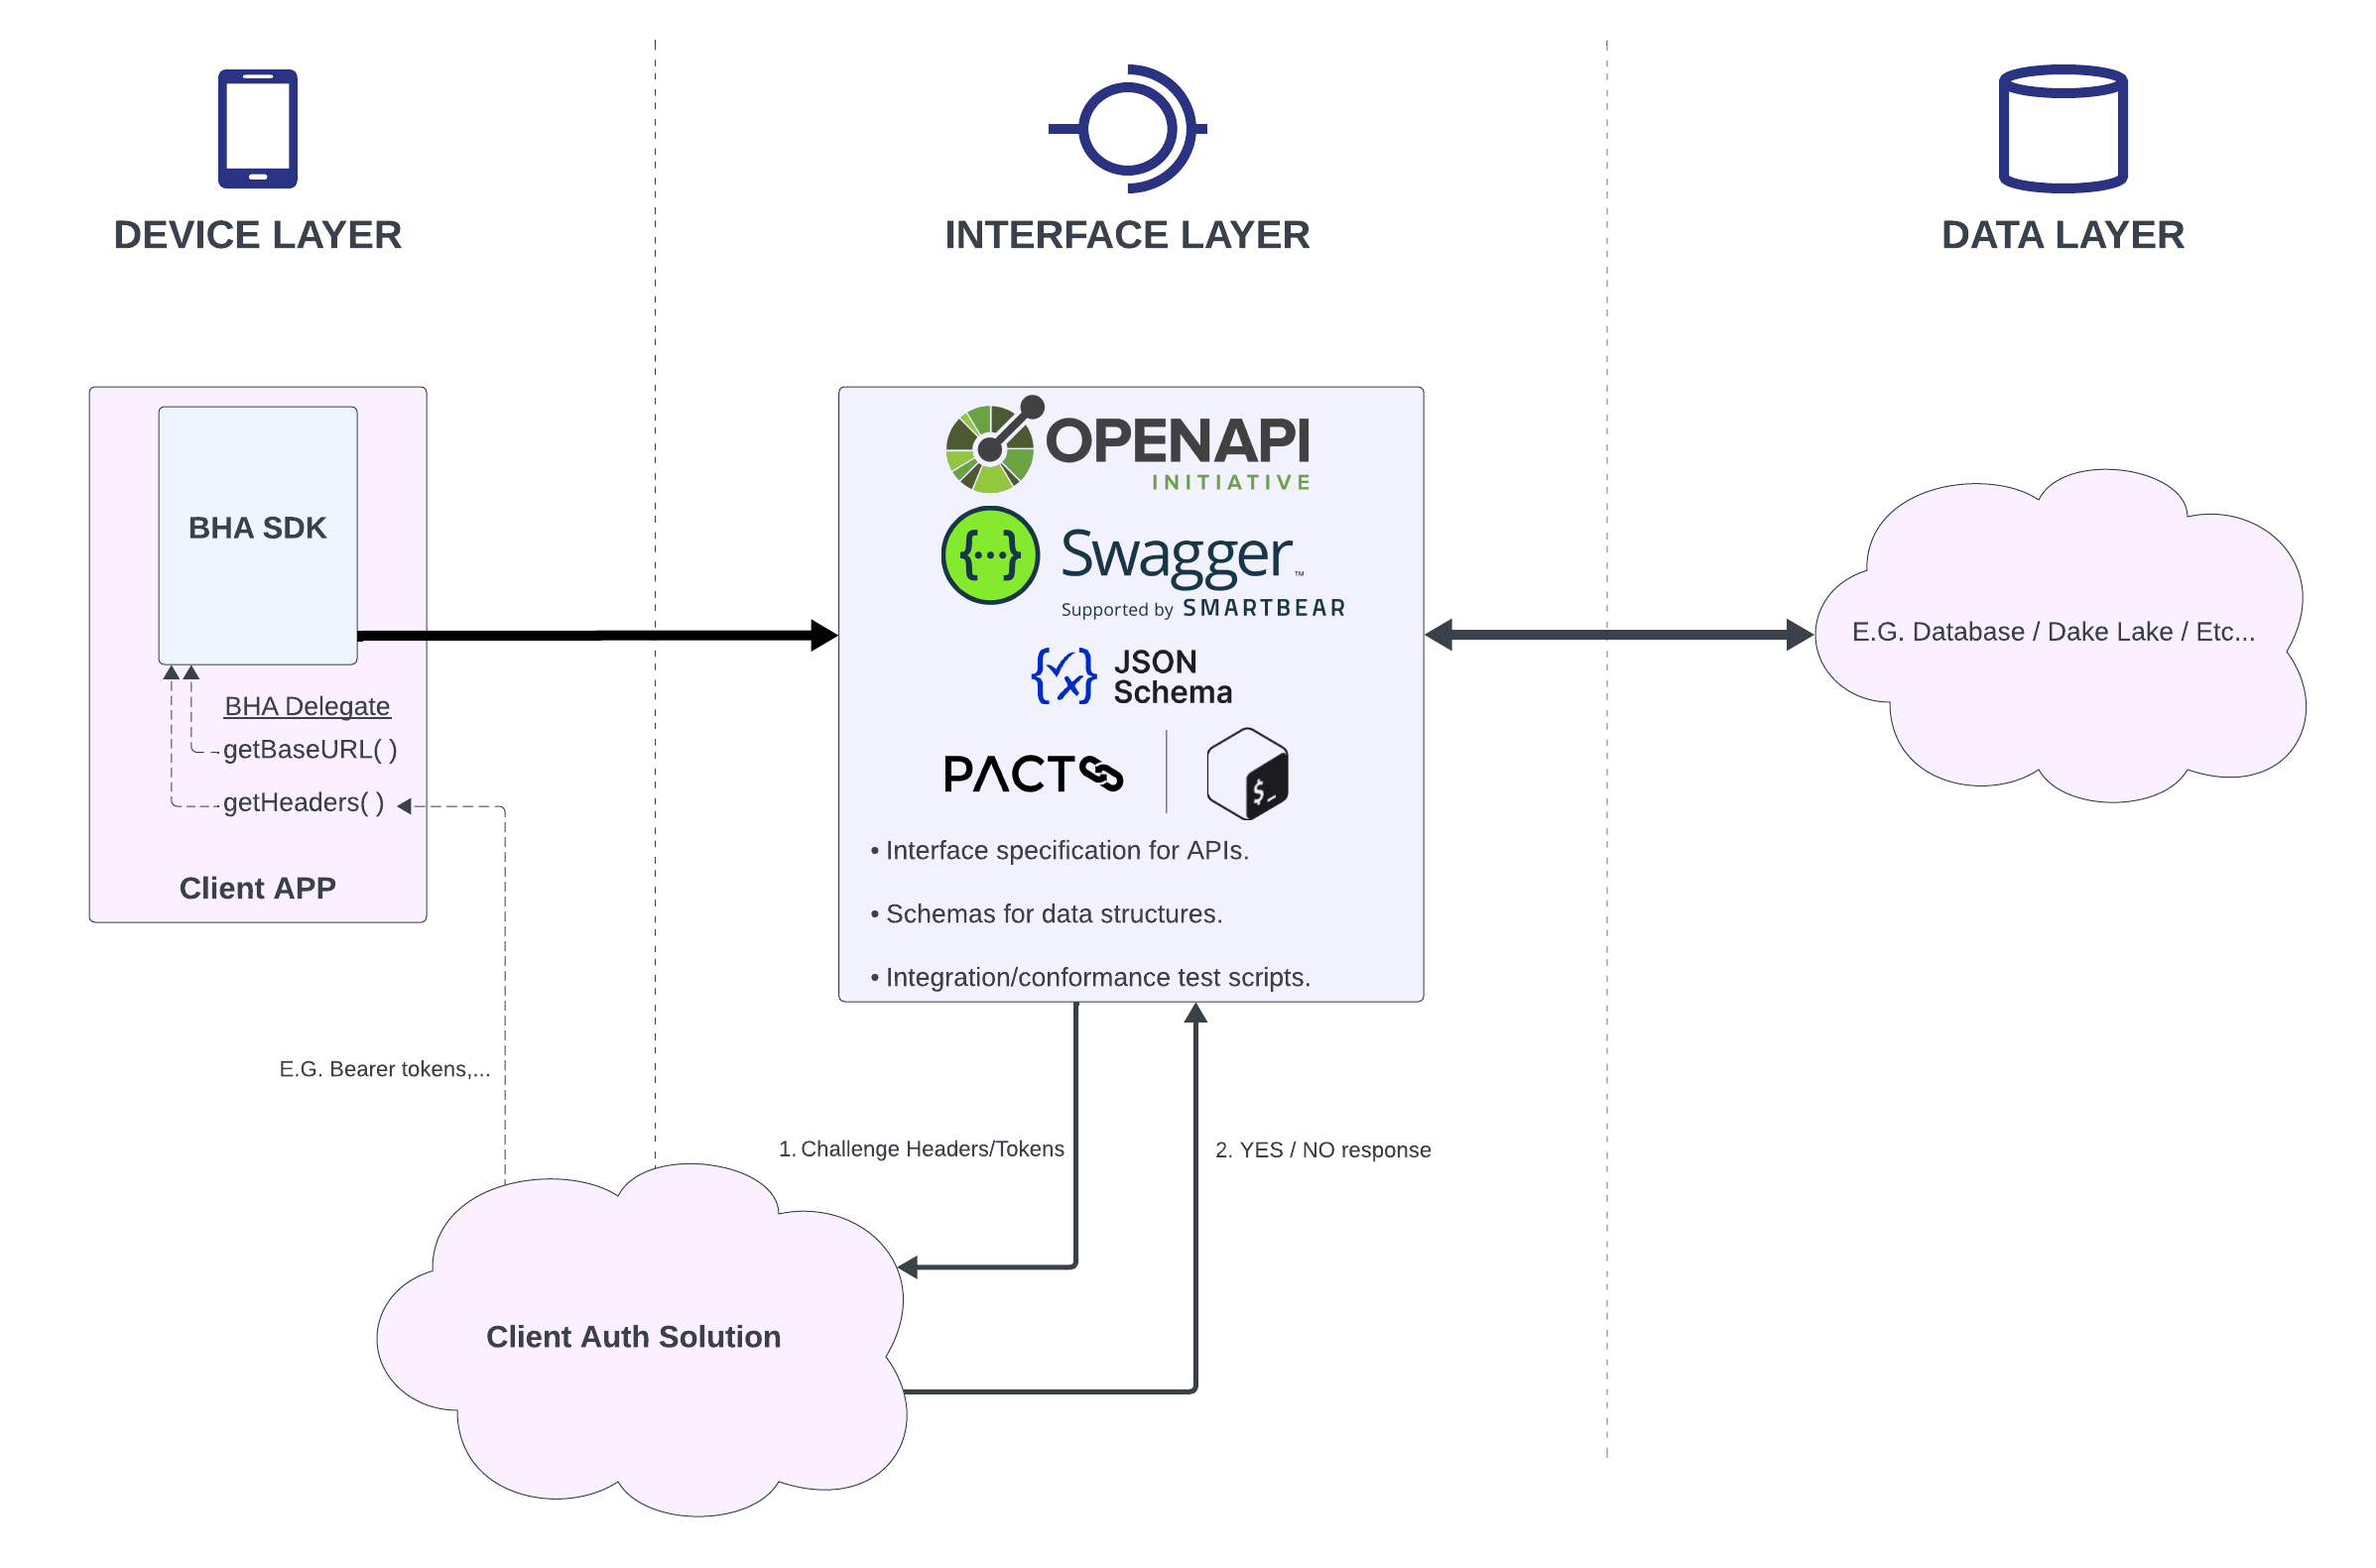 DEVICE LAYER
INTERFACE LAYER
DATA LAYER
BHA SDK
BHA Delegate
getBaseURL( )
getHeaders( )
Client APP
OPENAPI
INITIATIVE
{...}
Swagger™
Supported by SMARTBEAR
JSON
Schema
PACT
$_
• Interface specification for APIs.
• Schemas for data structures.
• Integration/conformance test scripts.
E.G. Database / Dake Lake / Etc...
E.G. Bearer tokens,...
1. Challenge Headers/Tokens
2. YES / NO response
Client Auth Solution